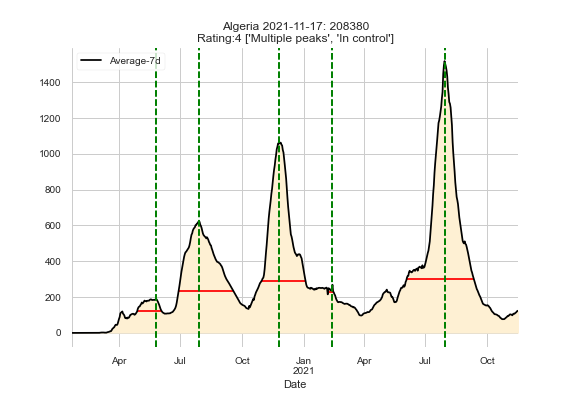 Algeria 2021-11-17: 208380
Rating:4 ['Multiple peaks', 'In control']
Average-7d
1400
1200
1000
800
600
400
200
0
Apr
Jul
Oct
Jan
2021
Apr
Jul
Oct
Date